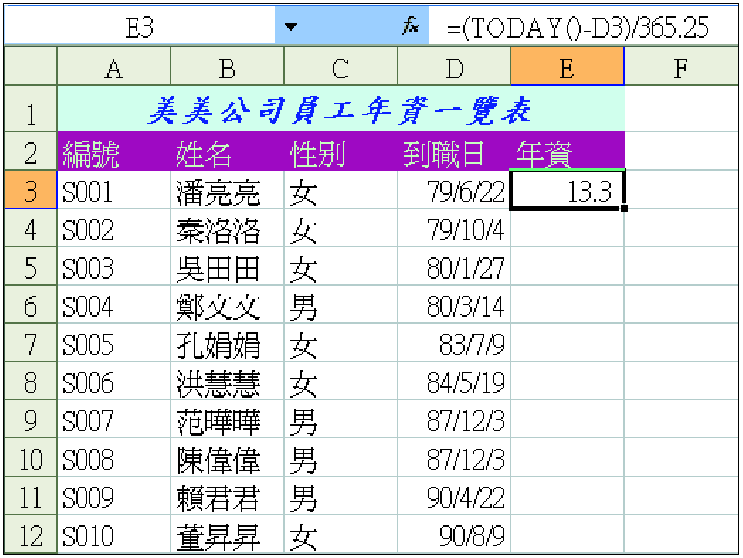 E3 fx =(TODAY()-D3)/365.25
A B C D E F
1 美美公司員工年資一覽表
2 編號 姓名 性別 到職日 年資
3 S001 潘亮亮 女 79/6/22 13.3
4 S002 秦洛洛 女 79/10/4
5 S003 吳田田 女 80/1/27
6 S004 鄭文文 男 80/3/14
7 S005 孔娟娟 女 83/7/9
8 S006 洪慧慧 女 84/5/19
9 S007 范曄曄 男 87/12/3
10 S008 陳偉偉 男 87/12/3
11 S009 賴君君 男 90/4/22
12 S010 董昇昇 女 90/8/9